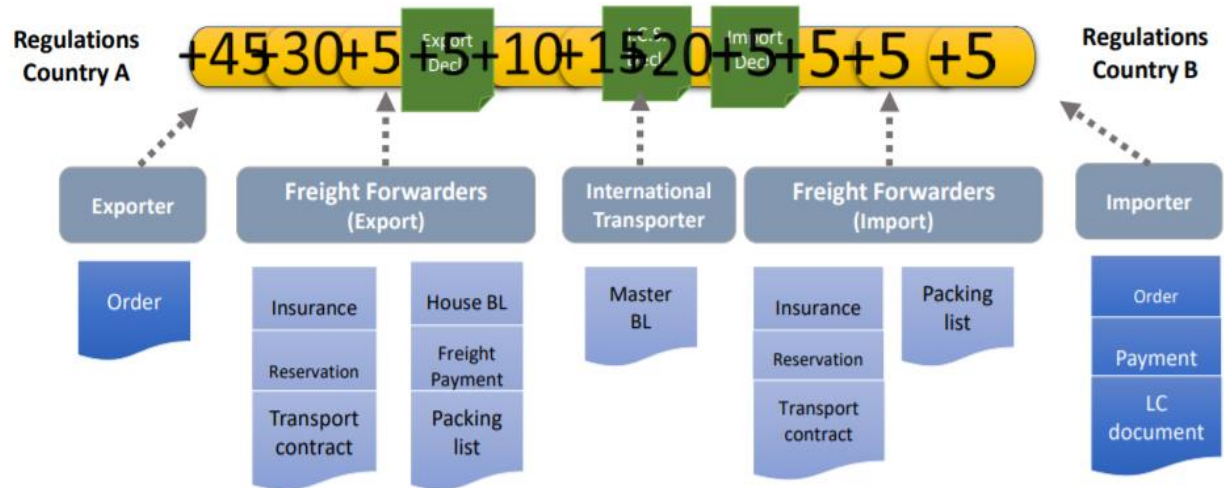 Regulations
Country A
+45+30+5+5+10+15+20+5+5+5+5
Export
Decl
I.C.S.
Decl
Import
Decl
Regulations
Country B
Exporter
Freight Forwarders
(Export)
International
Transporter
Freight Forwarders
(Import)
Importer
Order
Insurance
Reservation
Transport
contract
House BL
Freight
Payment
Packing
list
Master
BL
Insurance
Reservation
Transport
contract
Packing
list
Order
Payment
LC
document